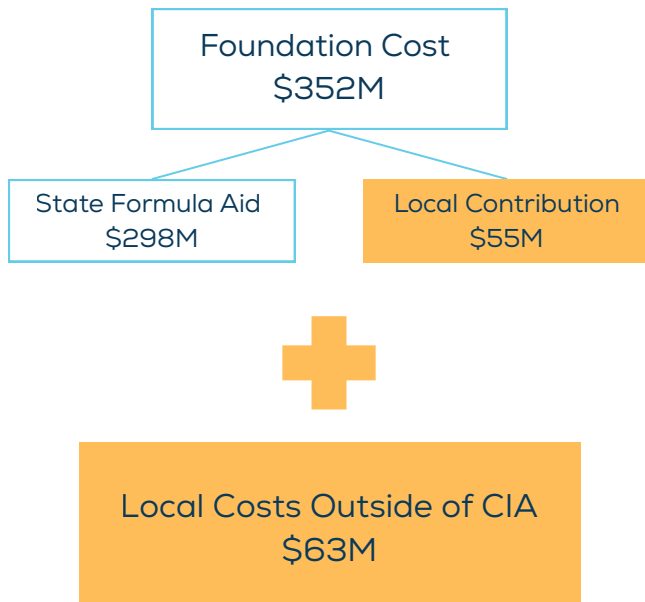 Foundation Cost
$352M
State Formula Aid
$298M
Local Contribution
$55M
Local Costs Outside of CIA
$63M